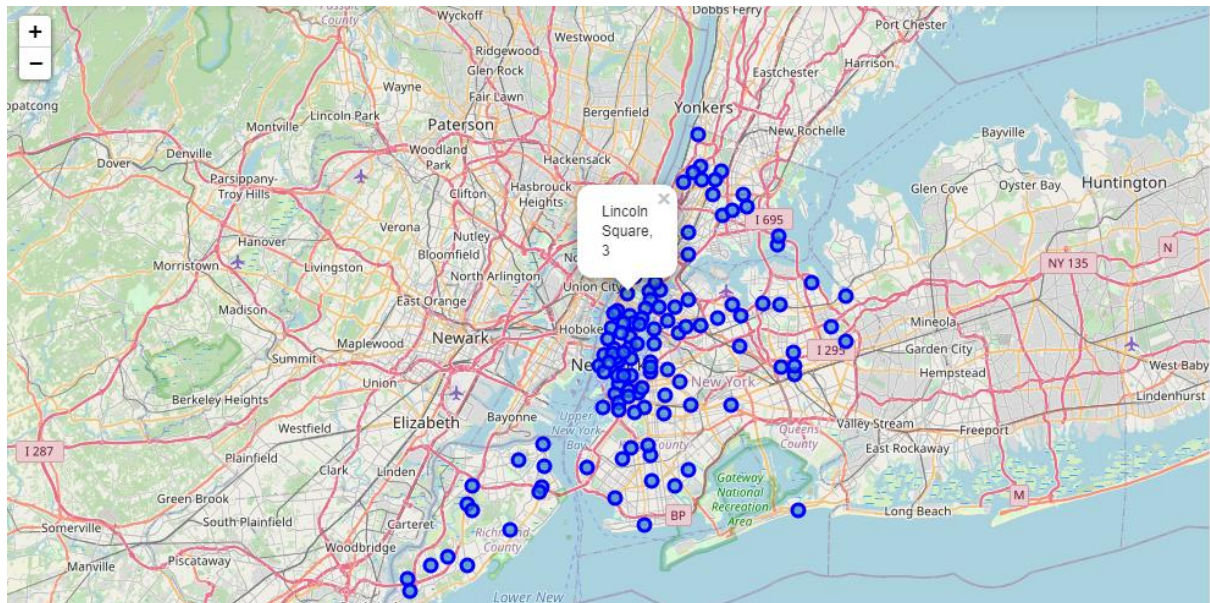 +
−
Passaic
County
Wyckoff
Dobbs Ferry
Port Chester
Westwood
Ridgewood
Glen Rock
Eastchester
Harrison
Wayne
Fair Lawn
Lincoln Park
Bergenfield
Yonkers
Montville
Paterson
New Rochelle
Bayville
Dover
Denville
Woodland
Park
Hackensack
Parsippany-
Troy Hills
Clifton
Hasbrouck
Heights
Glen Cove
Oyster Bay
Huntington
Lincoln
Square,
3
×
I 695
Verona
Nutley
Hanover
Bloomfield
N
Morristown
Livingston
North Arlington
NY 135
Union City
East Orange
Madison
Newark
Mineola
Summit
Maplewood
I 295
Garden City
Hempstead
West Baby
Union
New York
Berkeley Heights
Lindenhurst
Bayonne
Upper
New York
Bay
Elizabeth
Valley Stream
Freeport
Westfield
Queens
County
East Rockaway
I 287
Plainfield
Clark
Linden
Gateway
National
Recreation
Area
Green Brook
M
Long Beach
BP
Somerville
South Plainfield
Carteret
Richmond
County
Woodbridge
Piscataway
Manville
Lower New